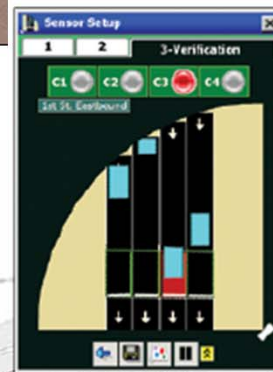 Sensor Setup
1 2 3-Verification
C1 C2 C3 C4
1st St. Eastbound